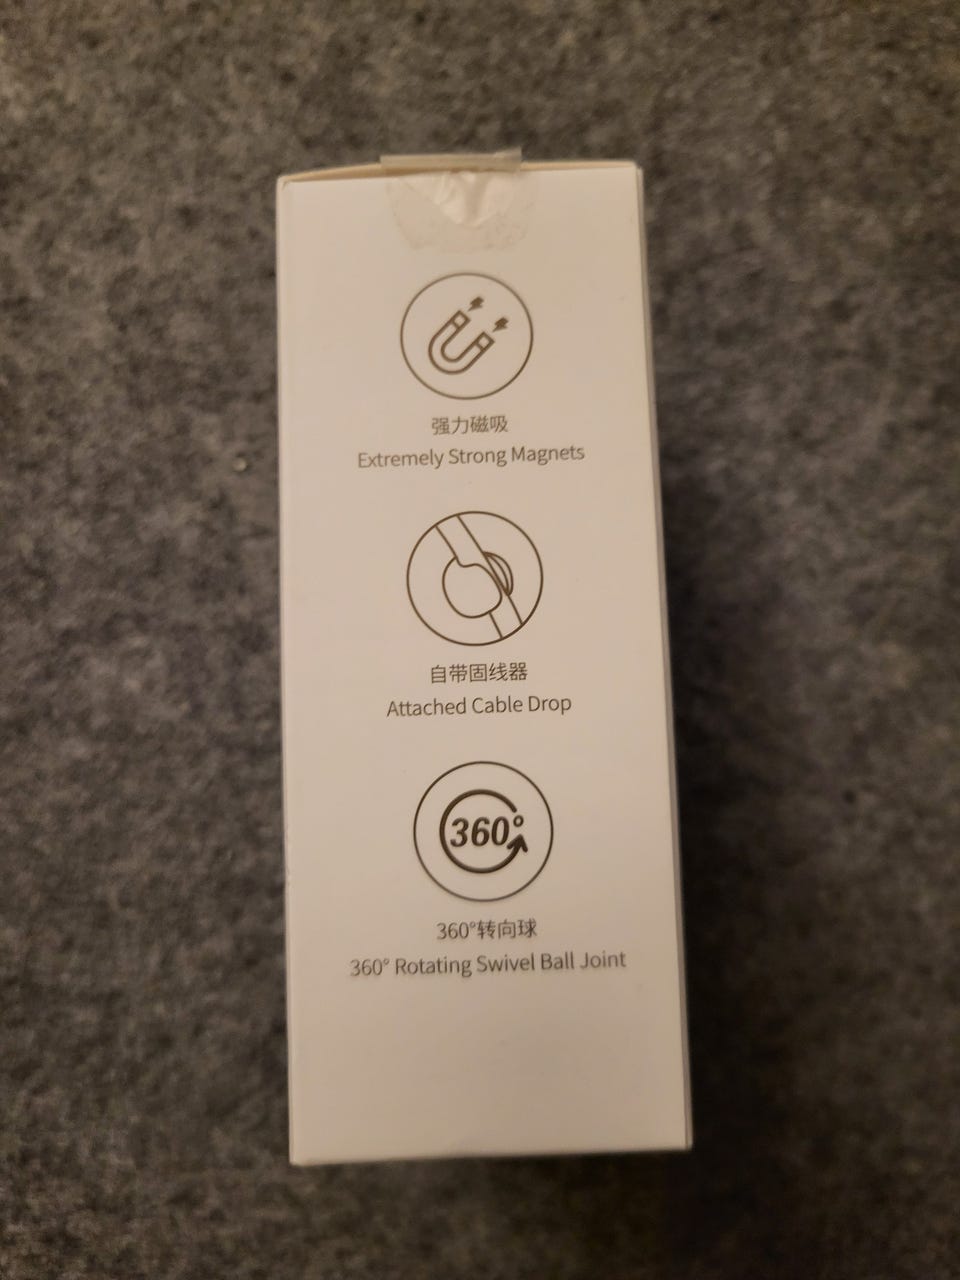 强力磁吸
Extremely Strong Magnets
自带固线器
Attached Cable Drop
360°
360°转向球
360° Rotating Swivel Ball Joint